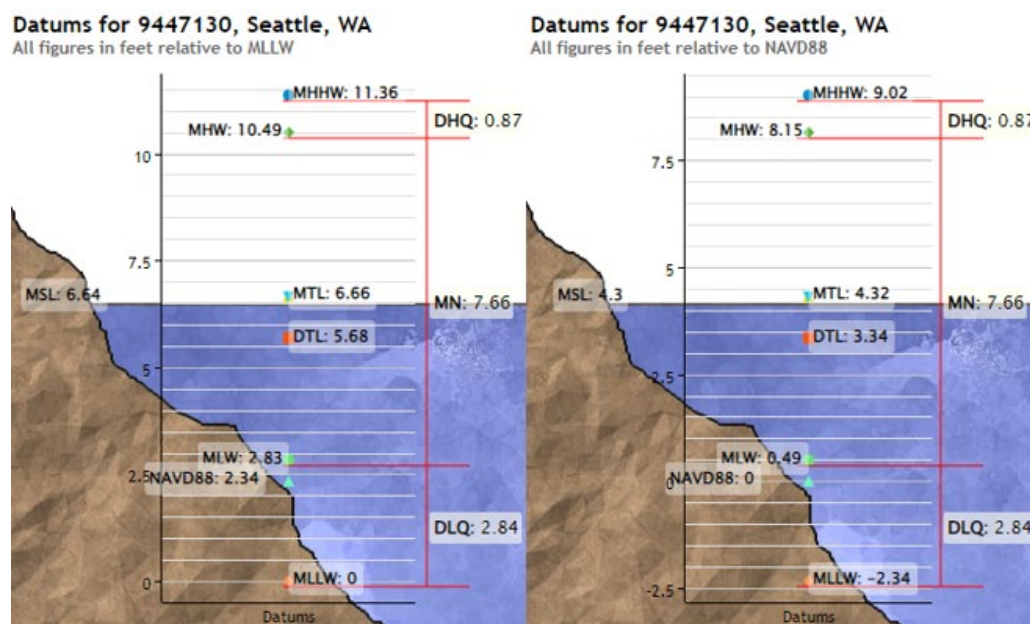 Datums for 9447130, Seattle, WA
All figures in feet relative to MLLW
MHHW: 11.36
DHQ: 0.87
MHW: 10.49
10
7.5
MSL: 6.64
MTL: 6.66
MN: 7.66
DTL: 5.68
5
MLW: 2.83
2.5
NAVD88: 2.34
DLQ: 2.84
0
MLLW: 0
Datums
Datums for 9447130, Seattle, WA
All figures in feet relative to NAVD88
MHHW: 9.02
DHQ: 0.87
MHW: 8.15
7.5
5
MSL: 4.3
MTL: 4.32
MN: 7.66
DTL: 3.34
2.5
MLW: 0.49
NAVD88: 0
0
DLQ: 2.84
MLLW: −2.34
-2.5
Datums